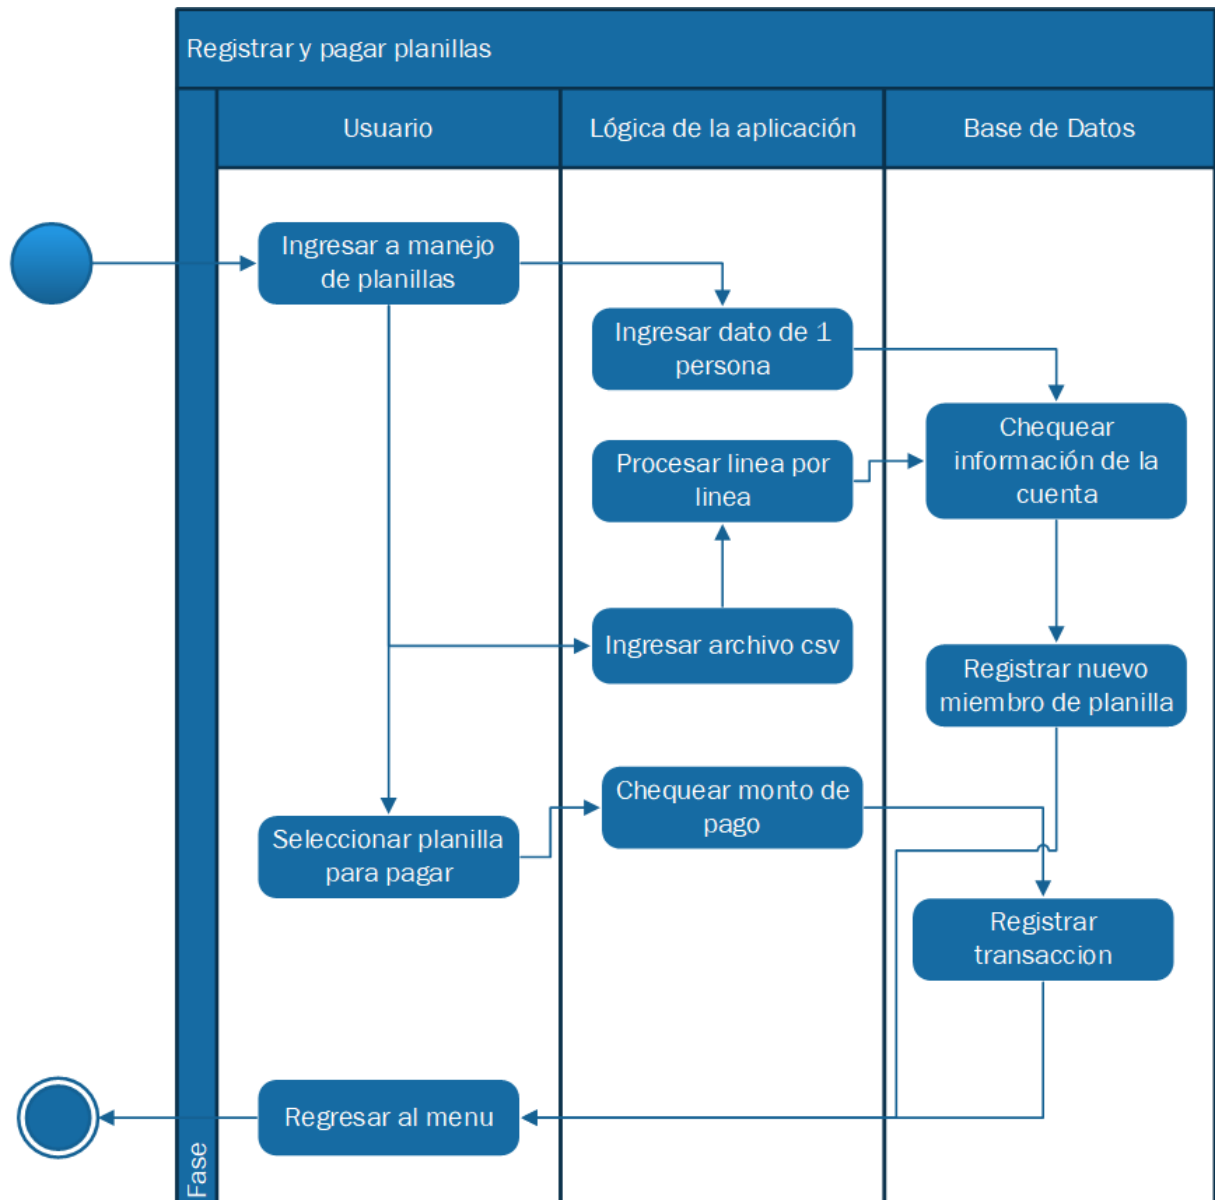 Registrar y pagar planillas
Usuario
Lógica de la aplicación
Base de Datos
Ingresar a manejo
de planillas
Ingresar dato de 1
persona
Chequear
información de la
cuenta
Procesar linea por
linea
Ingresar archivo csv
Registrar nuevo
miembro de planilla
Chequear monto de
pago
Seleccionar planilla
para pagar
Registrar
transaccion
Regresar al menu
Fase